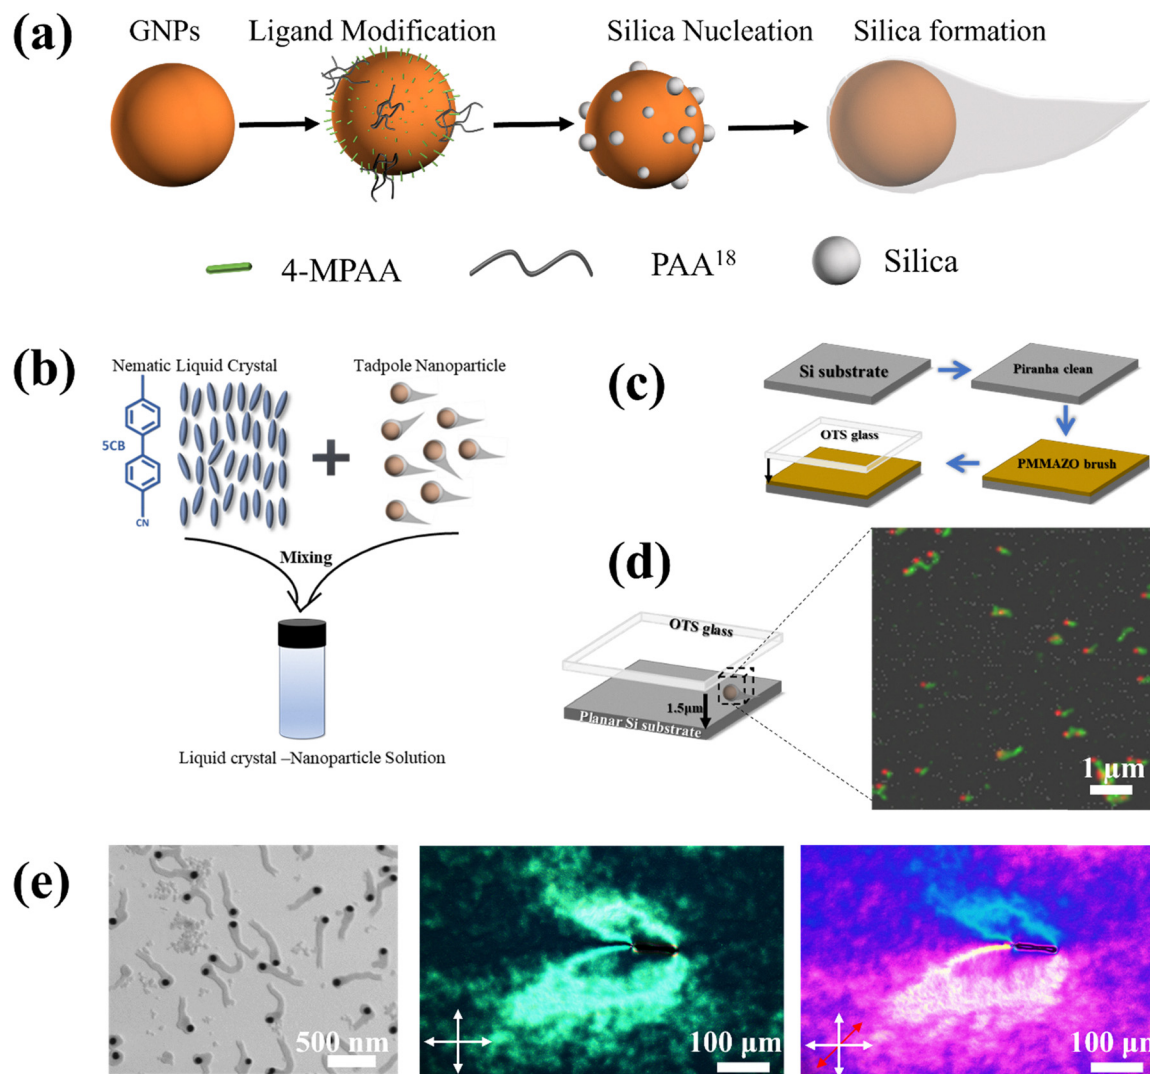 (a)
GNPs
Ligand Modification
Silica Nucleation
Silica formation
4-MPAA
PAA¹⁸
Silica
(b)
Nematic Liquid Crystal
Tadpole Nanoparticle
5CB
CN
+
Mixing
Liquid crystal –Nanoparticle Solution
(c)
Si substrate
Piranha clean
OTS glass
PMMAZO brush
(d)
OTS glass
1.5μm
Planar Si substrate
1 μm
(e)
500 nm
100 μm
100 μm